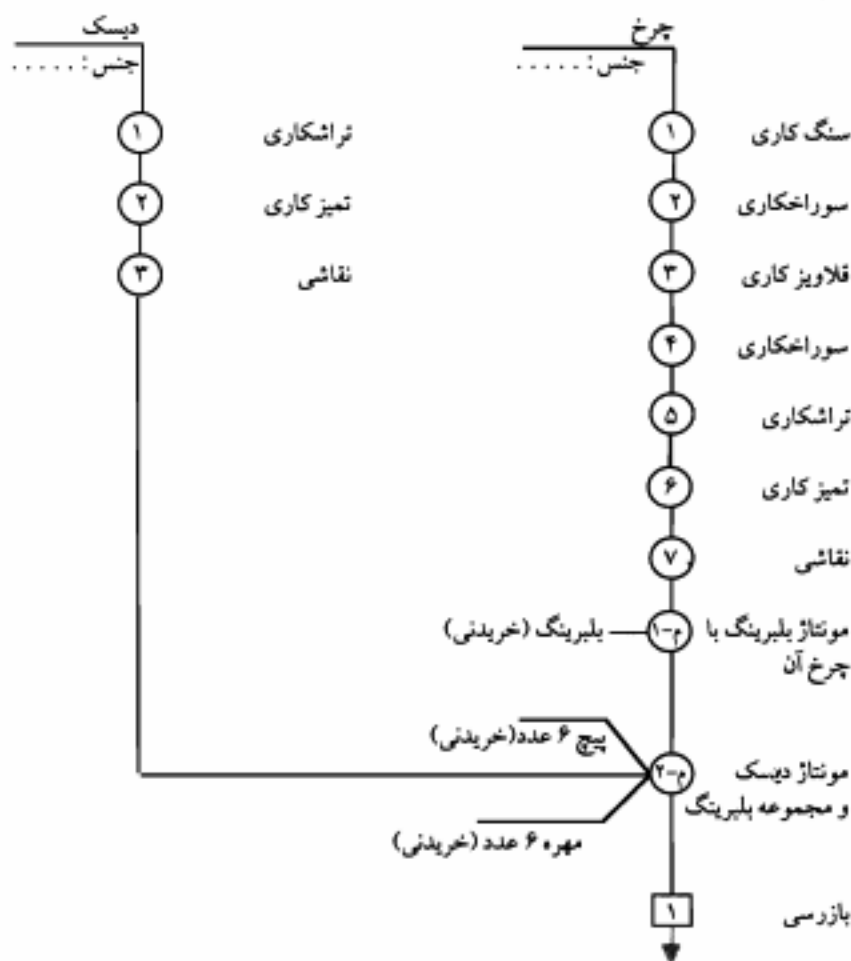 چرخ
جنس: .....
۱ سنگ کاری
۲ سوراخکاری
۳ قلاویز کاری
۴ سوراخکاری
۵ تراشکاری
۶ تمیز کاری
۷ نقاشی
م-۱ مونتاژ بلبرینگ با
چرخ آن
بلبرینگ (خریدنی)
م-۲ مونتاژ دیسک
و مجموعه بلبرینگ
پیچ ۶ عدد(خریدنی)
مهره ۶ عدد (خریدنی)
۱ بازرسی
دیسک
جنس: .....
۱ تراشکاری
۲ تمیز کاری
۳ نقاشی